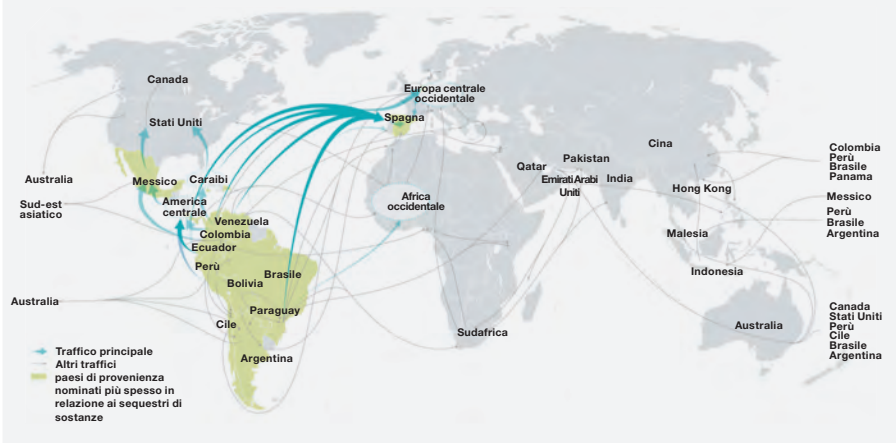 Canada
Stati Uniti
Australia
Sud-est
asiatico
Messico
Caraibi
America
centrale
Venezuela
Colombia
Ecuador
Perù
Brasile
Bolivia
Paraguay
Cile
Argentina
Australia
Europa centrale
occidentale
Spagna
Africa
occidentale
Sudafrica
Qatar
Pakistan
Emirati Arabi
Uniti
India
Cina
Hong Kong
Malesia
Indonesia
Australia
Colombia
Perù
Brasile
Panama
Messico
Perù
Brasile
Argentina
Canada
Stati Uniti
Perù
Cile
Brasile
Argentina
Traffico principale
Altri traffici
paesi di provenienza
nominati più spesso in
relazione ai sequestri di
sostanze